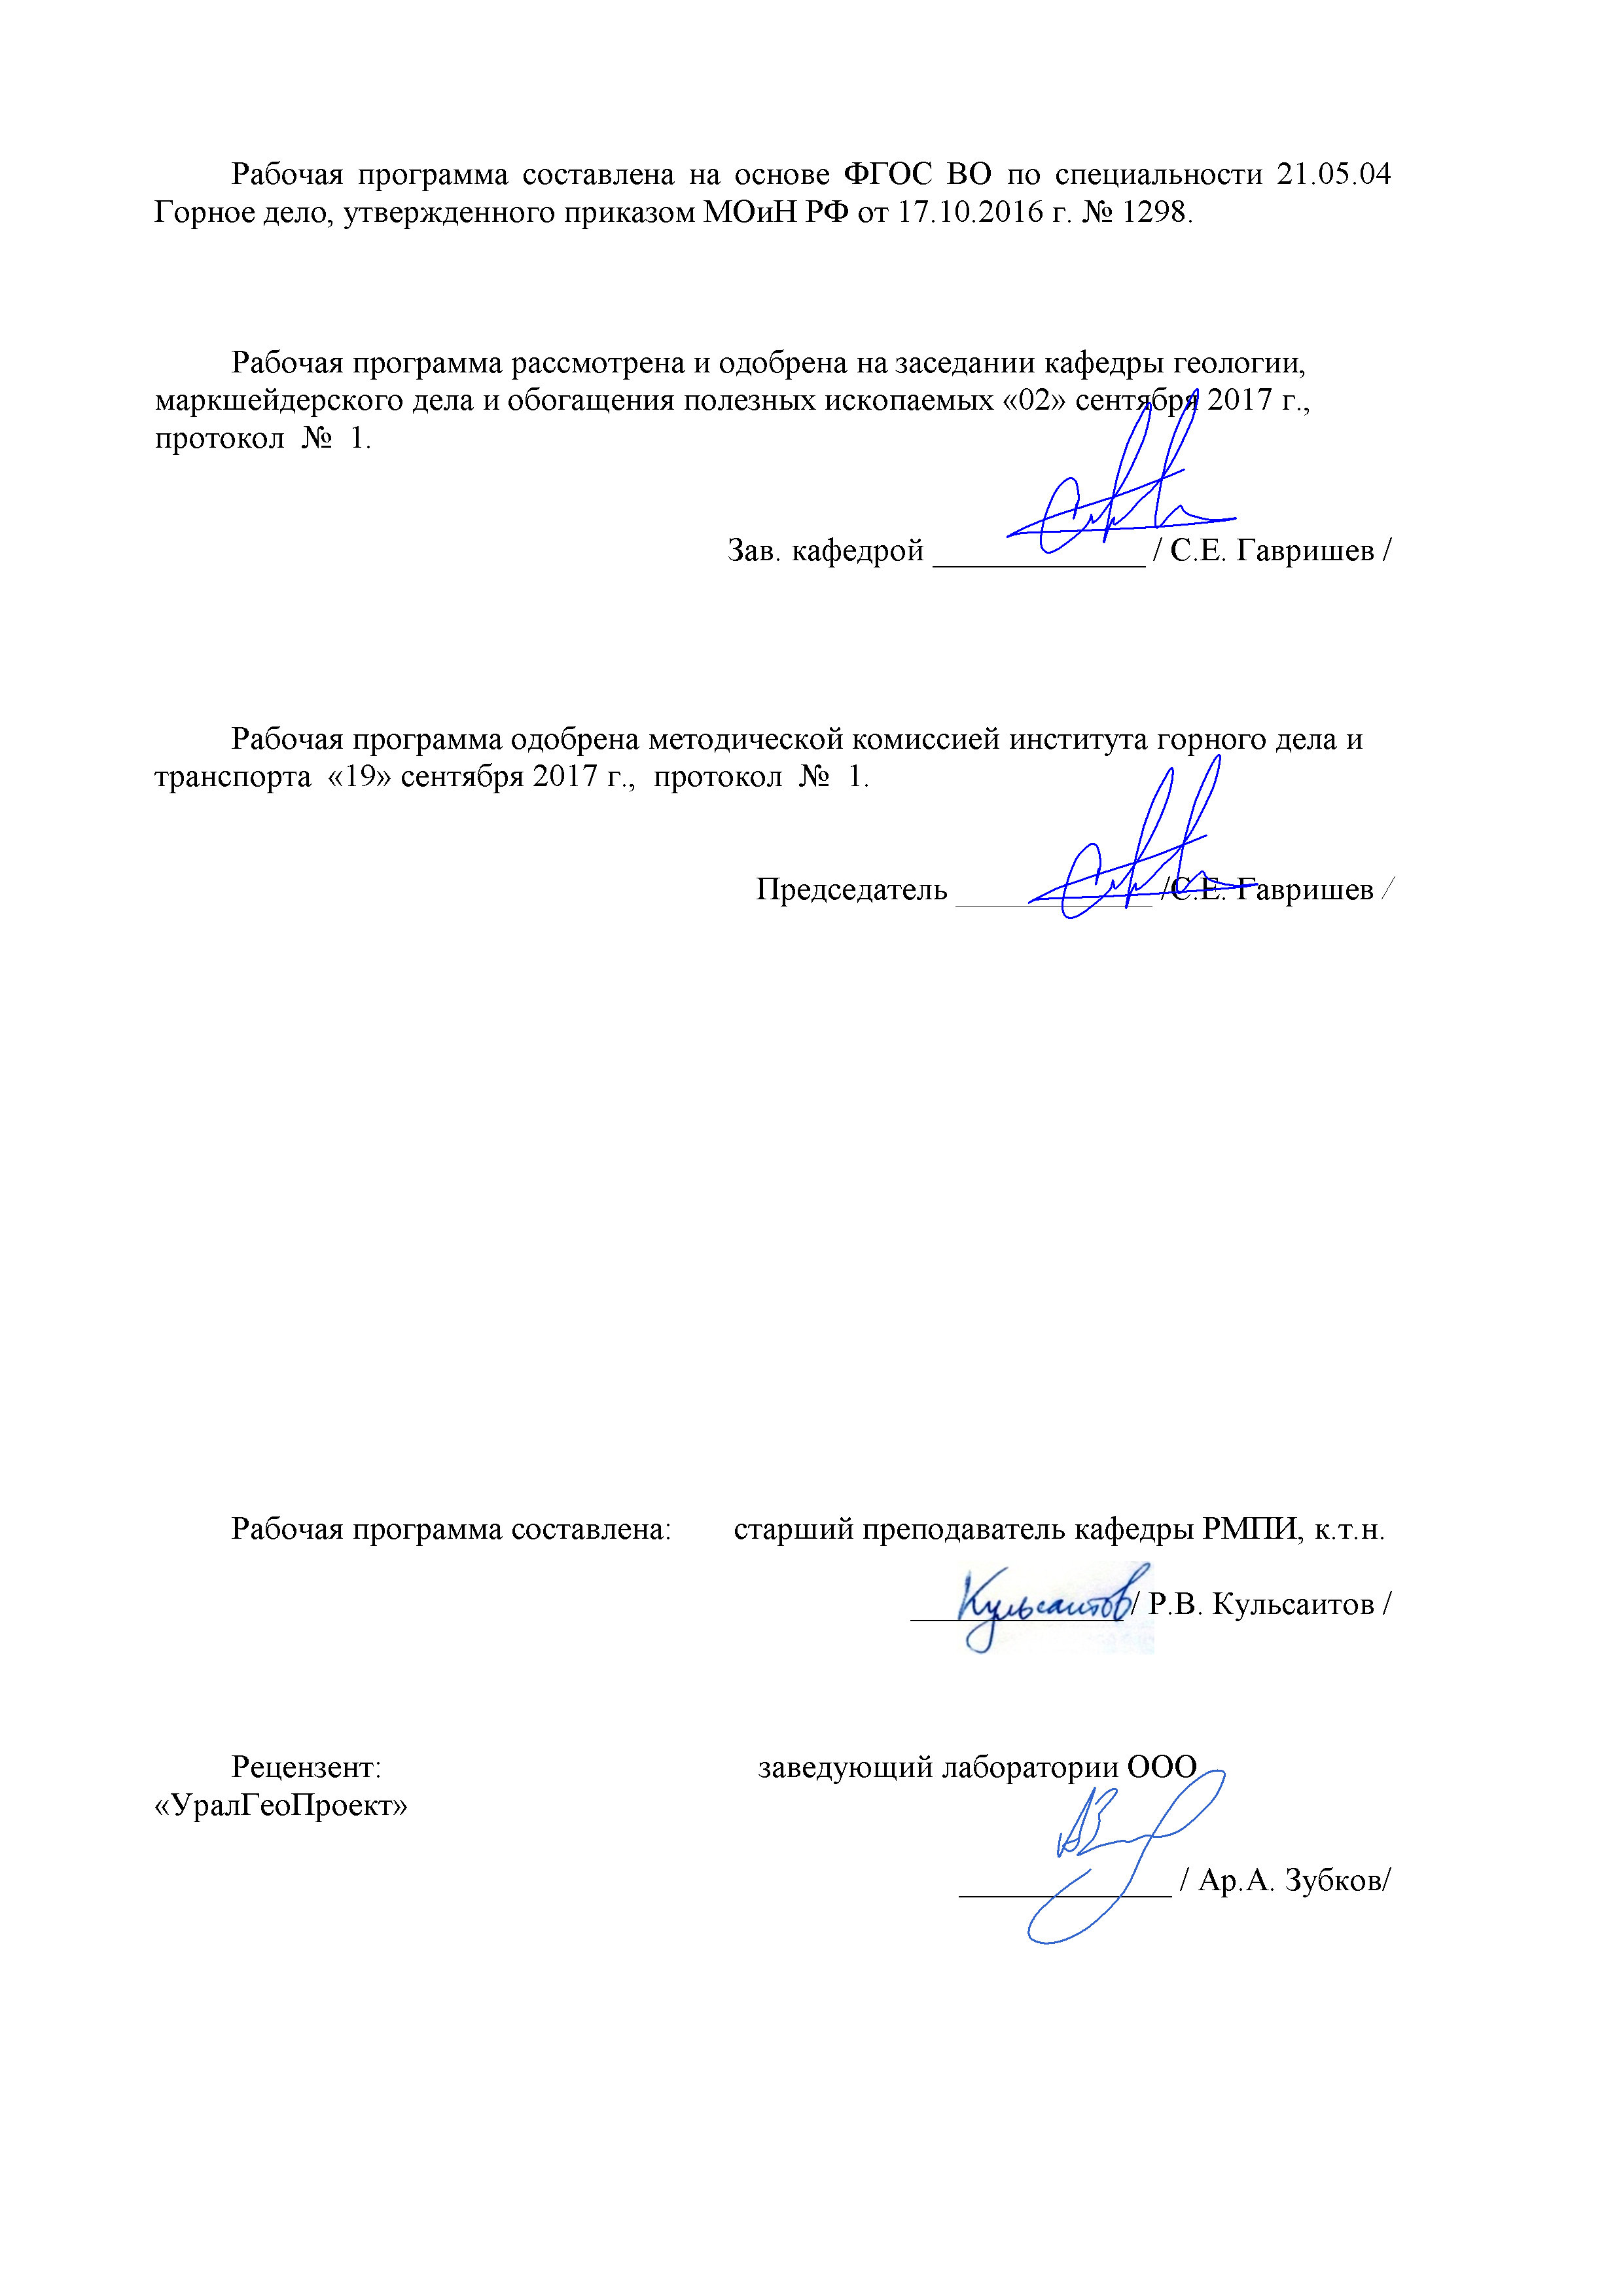 Рабочая программа составлена на основе ФГОС ВО по специальности 21.05.04
Горное дело, утвержденного приказом МОиН РФ от 17.10.2016 г. № 1298.
Рабочая программа рассмотрена и одобрена на заседании кафедры геологии,
маркшейдерского дела и обогащения полезных ископаемых «02» сентября 2017 г.,
протокол № 1.
Зав. кафедрой _____________ / С.Е. Гавришев /
Рабочая программа одобрена методической комиссией института горного дела и
транспорта «19» сентября 2017 г., протокол № 1.
Председатель ____________ /С.Е. Гавришев /
Рабочая программа составлена: старший преподаватель кафедры РМПИ, к.т.н.
Кульсаитов / Р.В. Кульсаитов /
Рецензент: заведующий лаборатории ООО
«УралГеоПроект»
_____________ / Ар.А. Зубков/